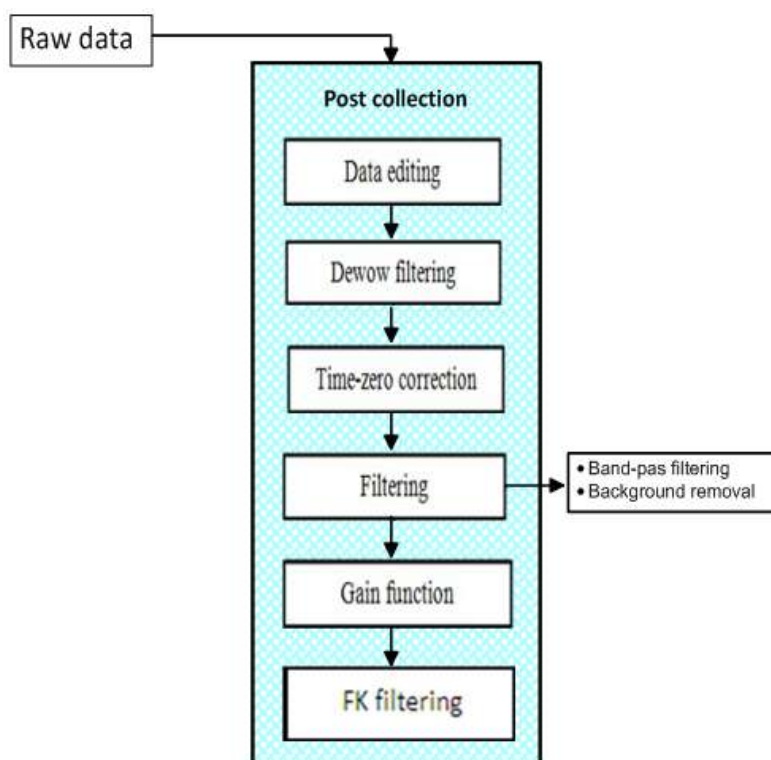 Raw data
Post collection
Data editing
Dewow filtering
Time-zero correction
Filtering
• Band-pas filtering
• Background removal
Gain function
FK filtering